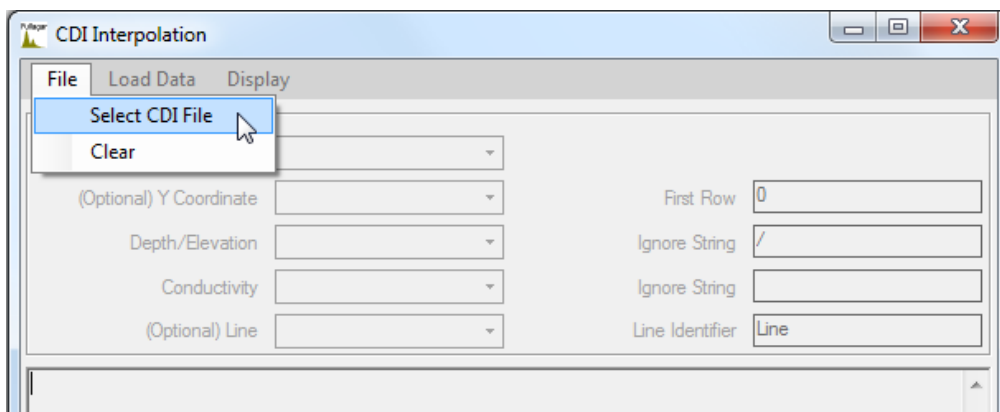 CDI Interpolation
File Load Data Display
Select CDI File
Clear
(Optional) Y Coordinate First Row 0
Depth/Elevation Ignore String /
Conductivity Ignore String
(Optional) Line Line Identifier Line